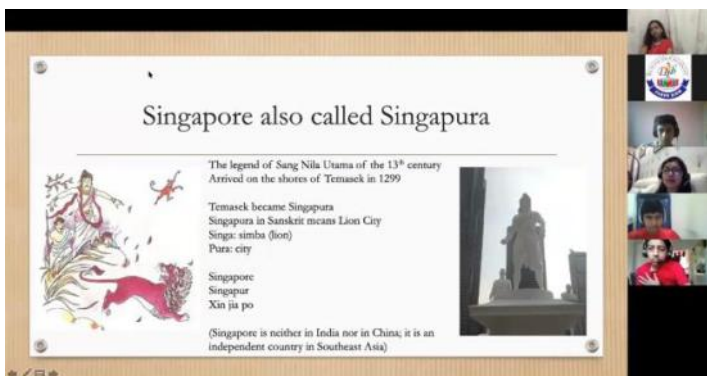 Singapore also called Singapura
The legend of Sang Nila Utama of the 13th century
Arrived on the shores of Temasek in 1299
Temasek became Singapura
Singapura in Sanskrit means Lion City
Singa: simba (lion)
Pura: city
Singapore
Singapur
Xin jia po
(Singapore is neither in India nor in China; it is an
independent country in Southeast Asia)